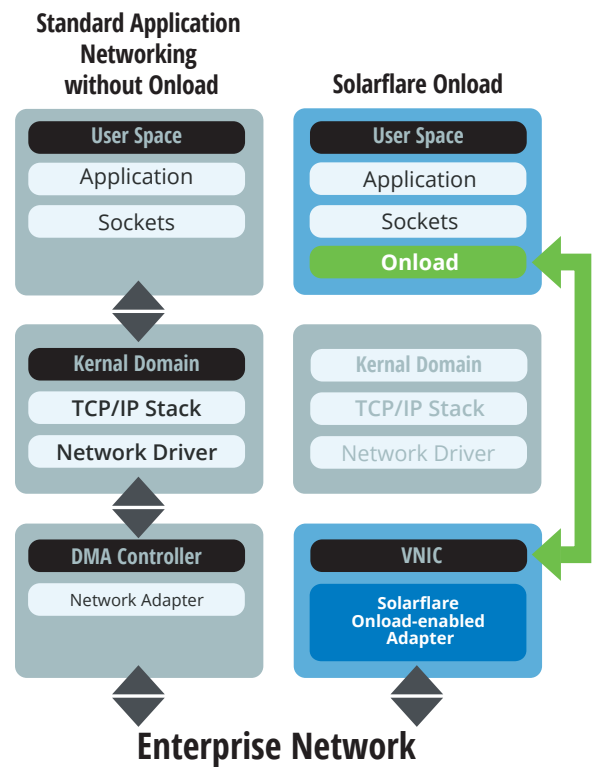 Standard Application
Networking
without Onload
User Space
Application
Sockets
Kernal Domain
TCP/IP Stack
Network Driver
DMA Controller
Network Adapter
Solarflare Onload
User Space
Application
Sockets
Onload
Kernal Domain
TCP/IP Stack
Network Driver
VNIC
Solarflare
Onload-enabled
Adapter
Enterprise Network